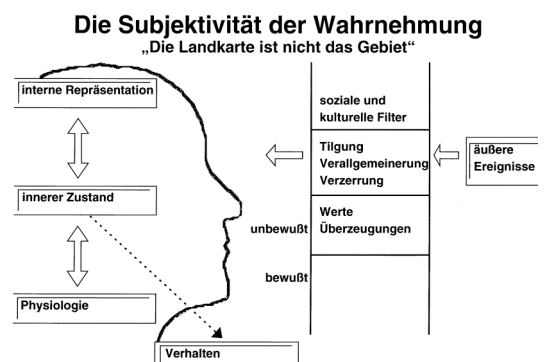 Die Subjektivität der Wahrnehmung
„Die Landkarte ist nicht das Gebiet“
interne Repräsentation
innerer Zustand
Physiologie
Verhalten
soziale und
kulturelle Filter
Tilgung
Verallgemeinerung
Verzerrung
Werte
Überzeugungen
unbewußt
bewußt
äußere
Ereignisse